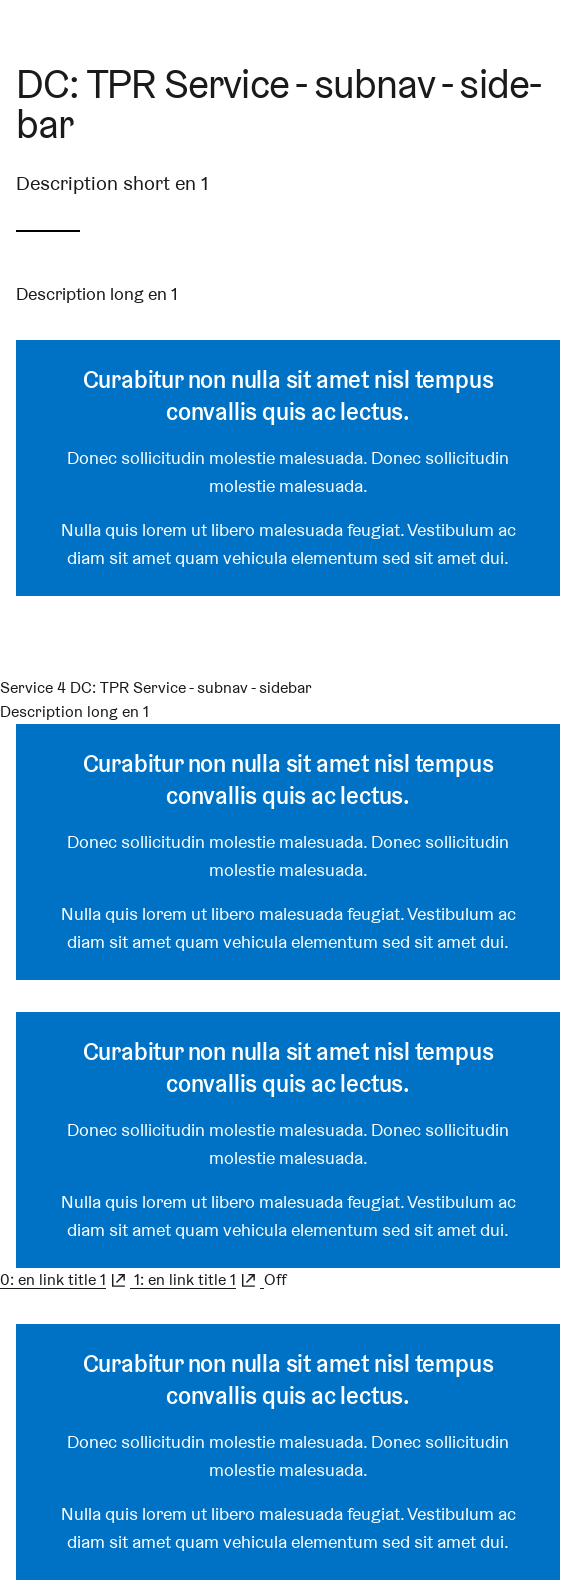 DC: TPR Service - subnav - side-
bar
Description short en 1
Description long en 1
Curabitur non nulla sit amet nisl tempus
convallis quis ac lectus.
Donec sollicitudin molestie malesuada. Donec sollicitudin
molestie malesuada.
Nulla quis lorem ut libero malesuada feugiat. Vestibulum ac
diam sit amet quam vehicula elementum sed sit amet dui.
Service 4 DC: TPR Service - subnav - sidebar
Description long en 1
Curabitur non nulla sit amet nisl tempus
convallis quis ac lectus.
Donec sollicitudin molestie malesuada. Donec sollicitudin
molestie malesuada.
Nulla quis lorem ut libero malesuada feugiat. Vestibulum ac
diam sit amet quam vehicula elementum sed sit amet dui.
Curabitur non nulla sit amet nisl tempus
convallis quis ac lectus.
Donec sollicitudin molestie malesuada. Donec sollicitudin
molestie malesuada.
Nulla quis lorem ut libero malesuada feugiat. Vestibulum ac
diam sit amet quam vehicula elementum sed sit amet dui.
0: en link title 1 1: en link title 1 Off
Curabitur non nulla sit amet nisl tempus
convallis quis ac lectus.
Donec sollicitudin molestie malesuada. Donec sollicitudin
molestie malesuada.
Nulla quis lorem ut libero malesuada feugiat. Vestibulum ac
diam sit amet quam vehicula elementum sed sit amet dui.